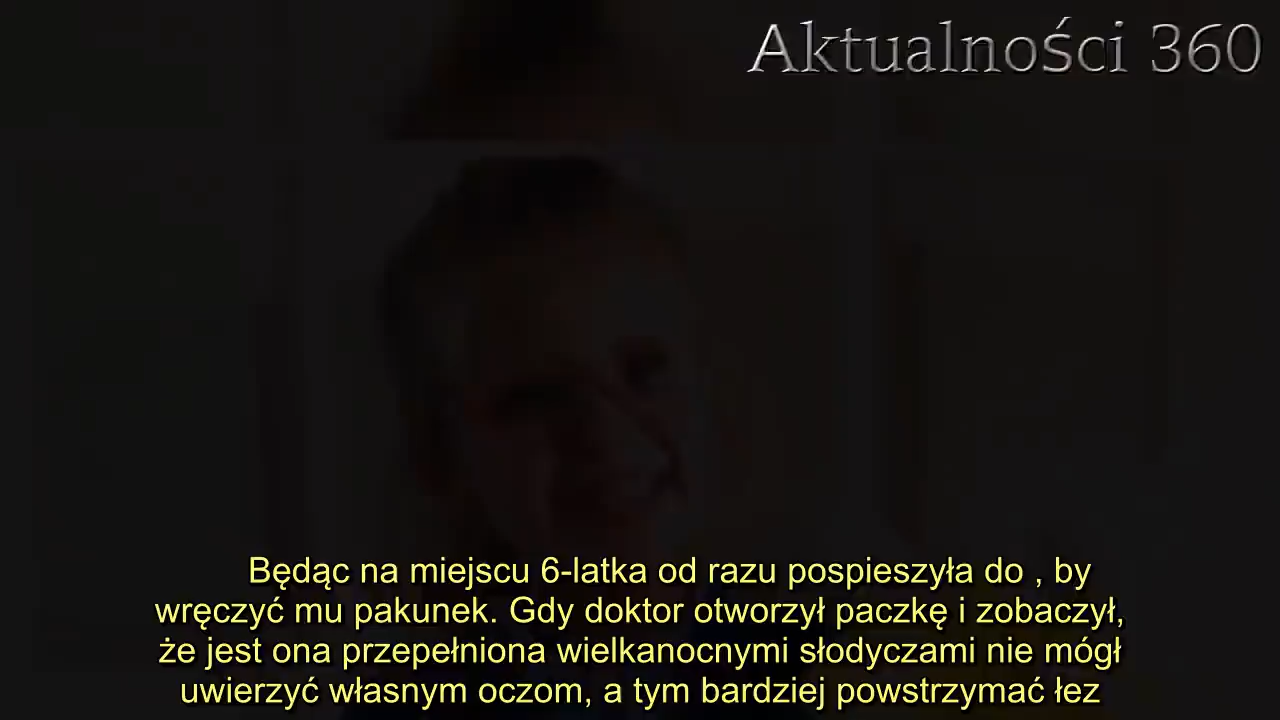 Aktualności 360
Będąc na miejscu 6-latka od razu pospieszyła do , by
wręczyć mu pakunek. Gdy doktor otworzył paczkę i zobaczył,
że jest ona przepełniona wielkanocnymi słodyczami nie mógł
uwierzyć własnym oczom, a tym bardziej powstrzymać łez